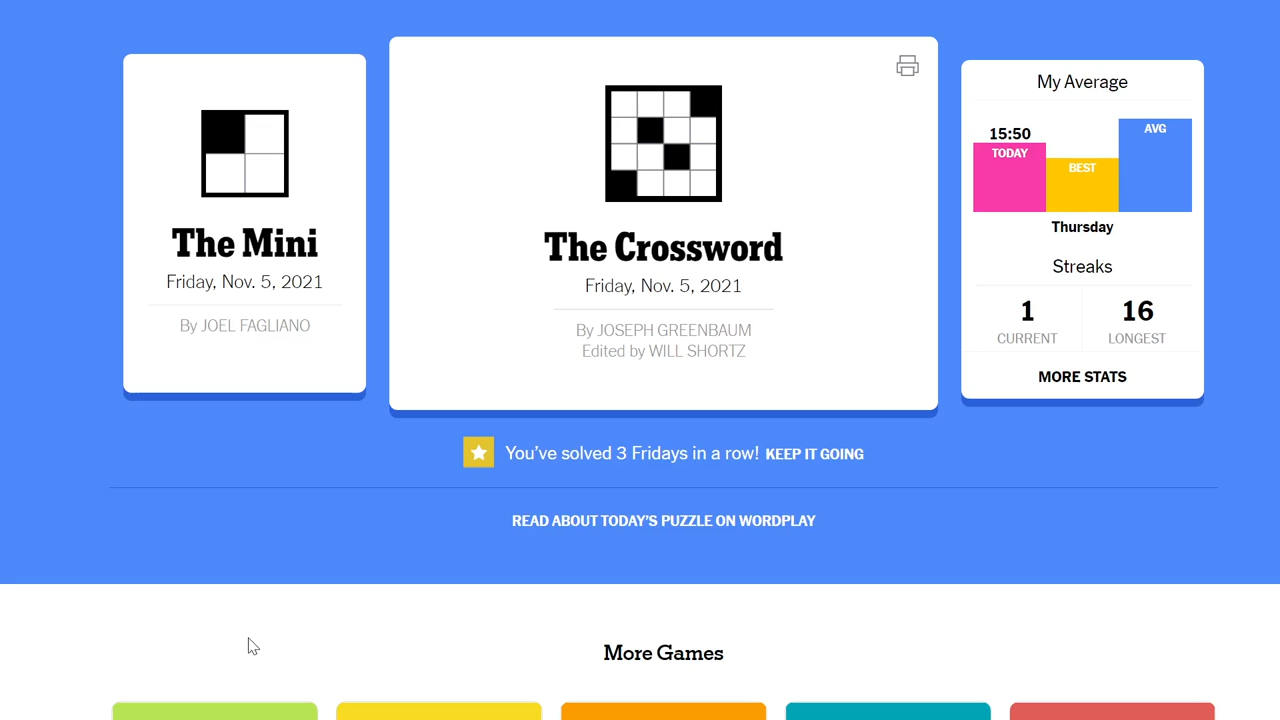 The Mini
Friday, Nov. 5, 2021
By JOEL FAGLIANO
The Crossword
Friday, Nov. 5, 2021
By JOSEPH GREENBAUM
Edited by WILL SHORTZ
My Average
15:50
TODAY
BEST
AVG
Thursday
Streaks
1
CURRENT
16
LONGEST
MORE STATS
You've solved 3 Fridays in a row! KEEP IT GOING
READ ABOUT TODAY'S PUZZLE ON WORDPLAY
More Games